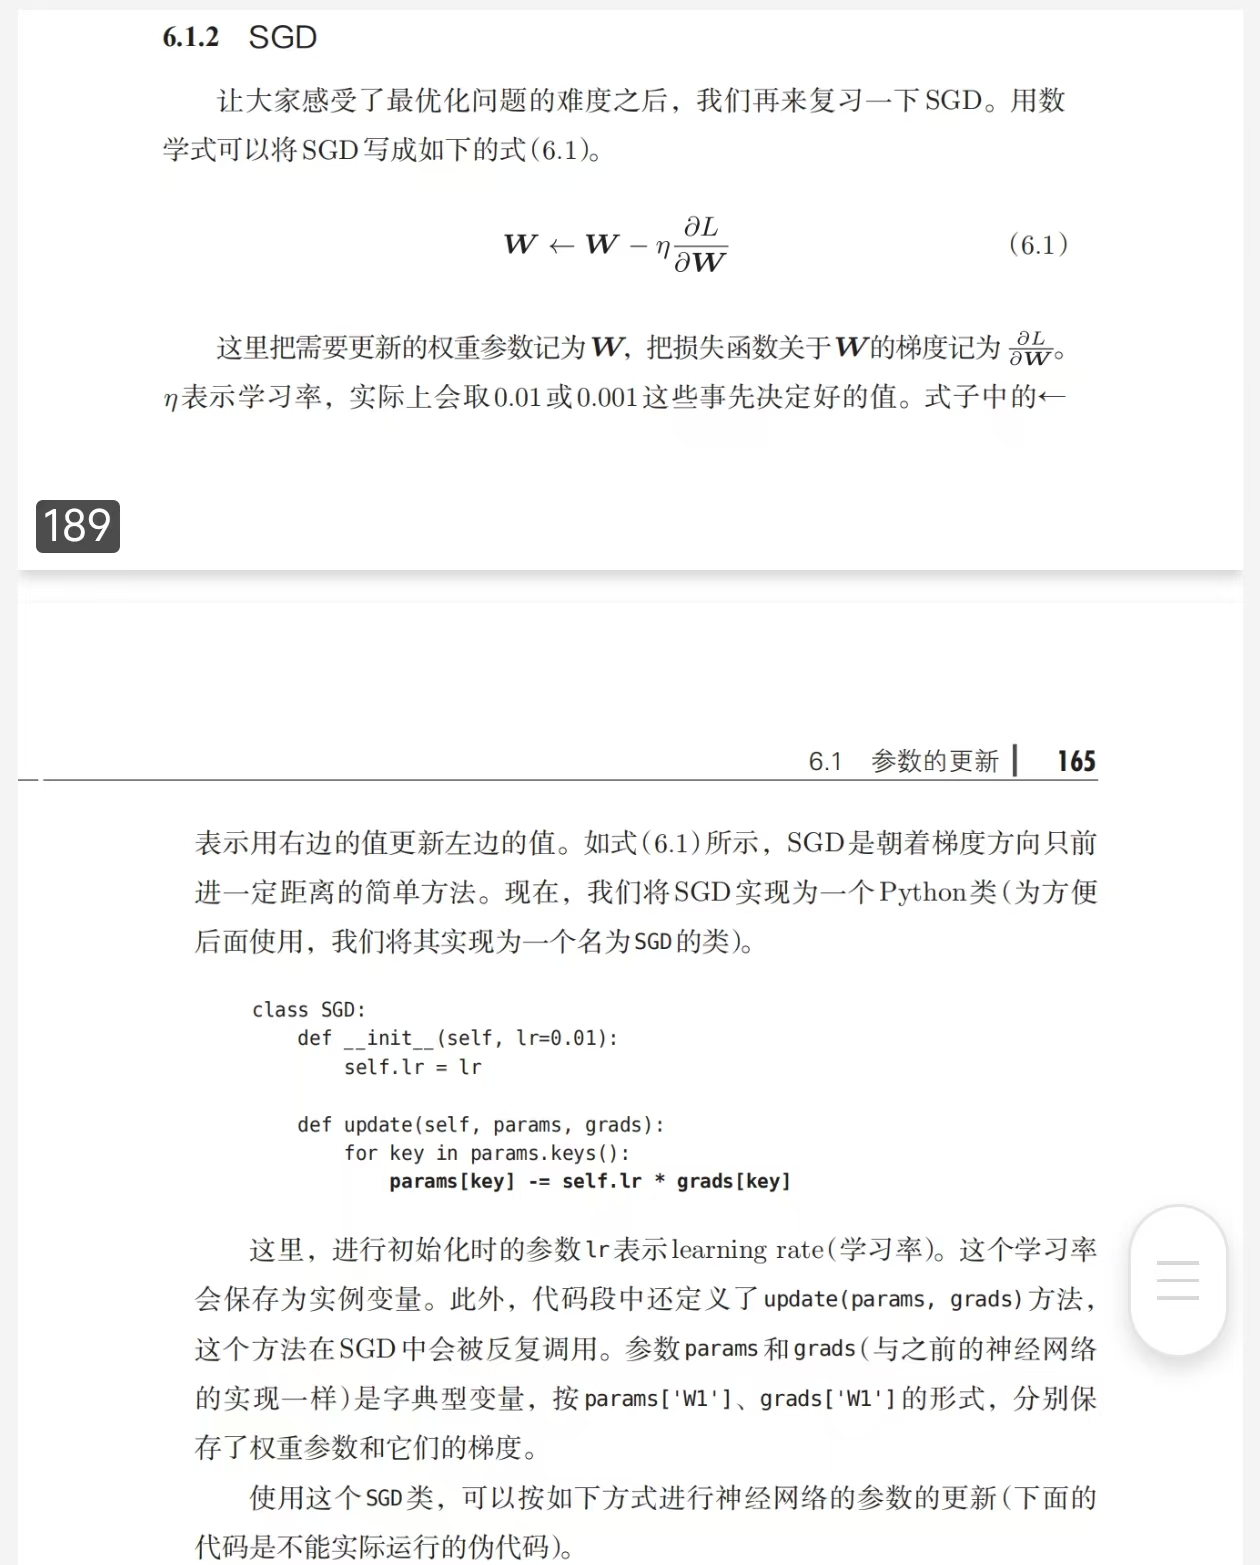 6.1.2 SGD
让大家感受了最优化问题的难度之后，我们再来复习一下SGD。用数
学式可以将SGD写成如下的式(6.1)。
W ← W − η ∂L/∂W (6.1)
这里把需要更新的权重参数记为W，把损失函数关于W的梯度记为 ∂L/∂W。
η表示学习率，实际上会取0.01或0.001这些事先决定好的值。式子中的←
189
6.1 参数的更新 165
表示用右边的值更新左边的值。如式(6.1)所示，SGD是朝着梯度方向只前
进一定距离的简单方法。现在，我们将SGD实现为一个Python类(为方便
后面使用，我们将其实现为一个名为SGD的类)。
class SGD:
    def __init__(self, lr=0.01):
        self.lr = lr
    def update(self, params, grads):
        for key in params.keys():
            params[key] -= self.lr * grads[key]
这里，进行初始化时的参数lr表示learning rate(学习率)。这个学习率
会保存为实例变量。此外，代码段中还定义了update(params, grads)方法，
这个方法在SGD中会被反复调用。参数params和grads(与之前的神经网络
的实现一样)是字典型变量，按params['W1']、grads['W1']的形式，分别保
存了权重参数和它们的梯度。
使用这个SGD类，可以按如下方式进行神经网络的参数的更新(下面的
代码是不能实际运行的伪代码)。